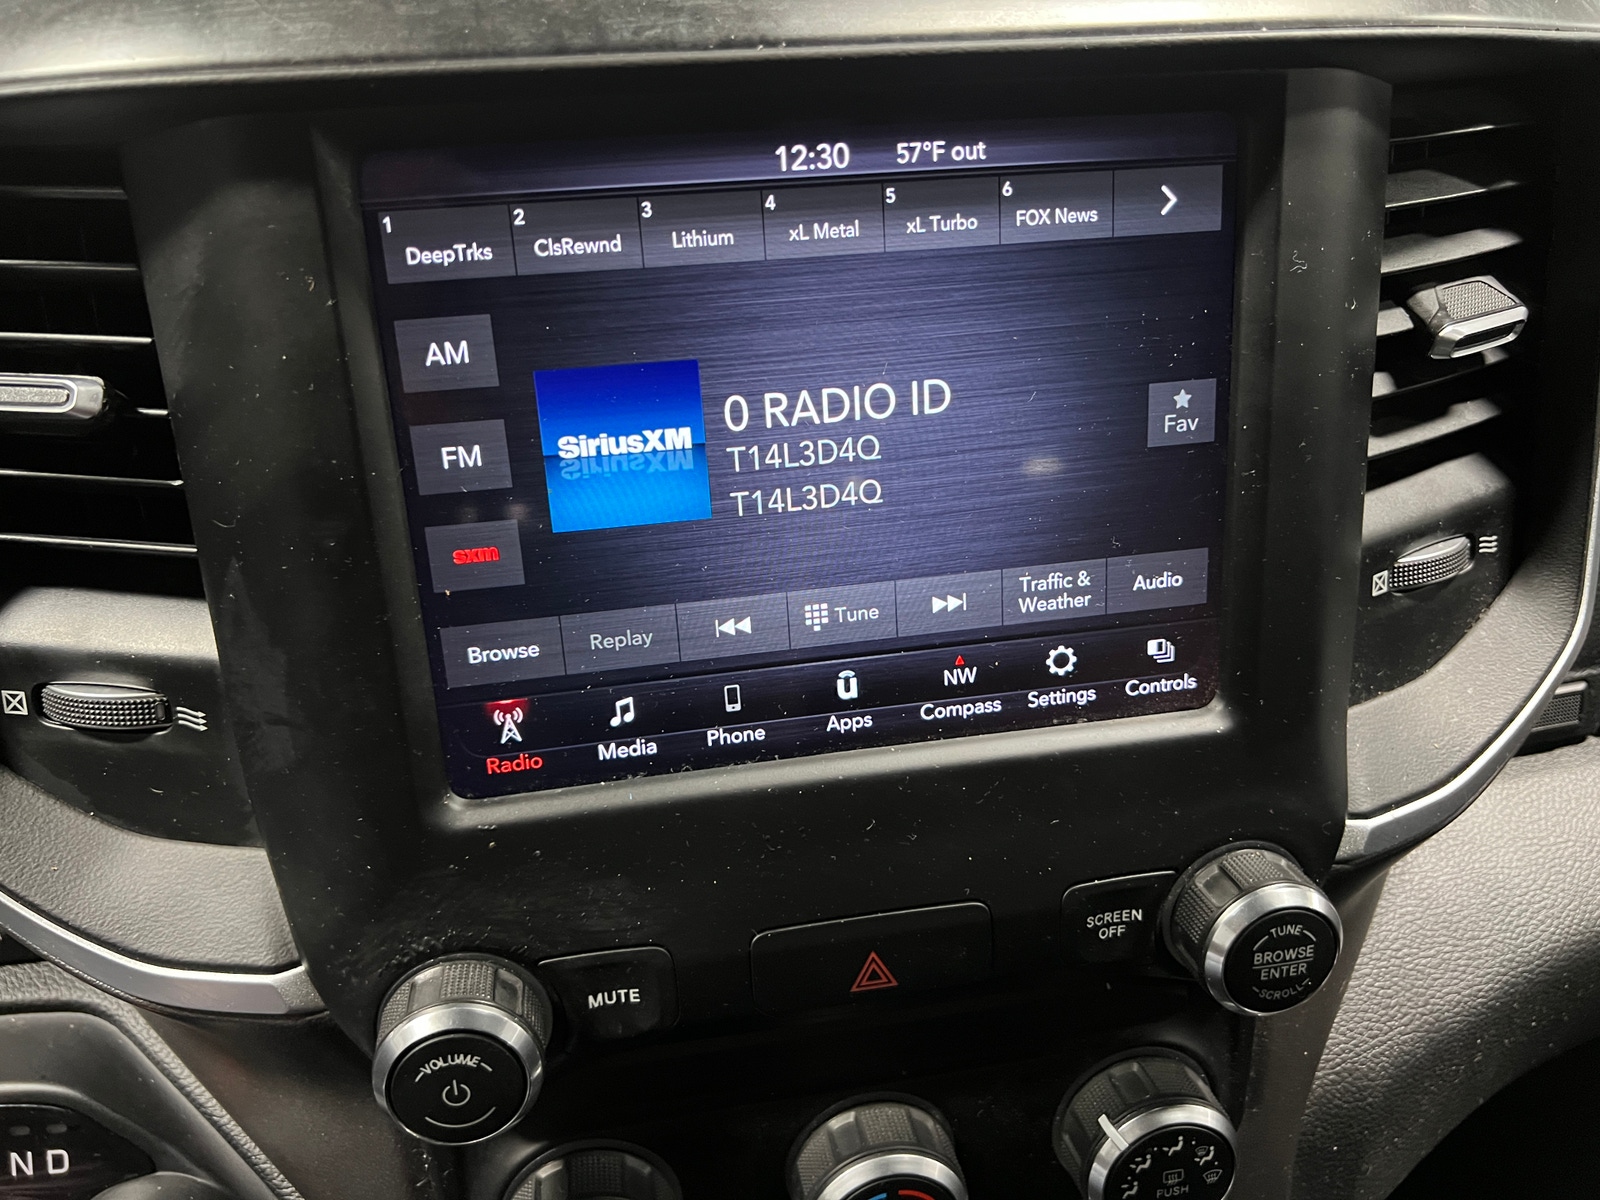 12:30 57°F out
1 DeepTrks
2 ClsRewnd
3 Lithium
4 xL Metal
5 xL Turbo
6 FOX News
AM
FM
sxm
SiriusXM
0 RADIO ID
T14L3D4Q
T14L3D4Q
Fav
Browse
Replay
Tune
Traffic &
Weather
Audio
Radio
Media
Phone
Apps
NW
Compass
Settings
Controls
MUTE
SCREEN
OFF
TUNE
BROWSE
ENTER
SCROLL
VOLUME
N D
PUSH